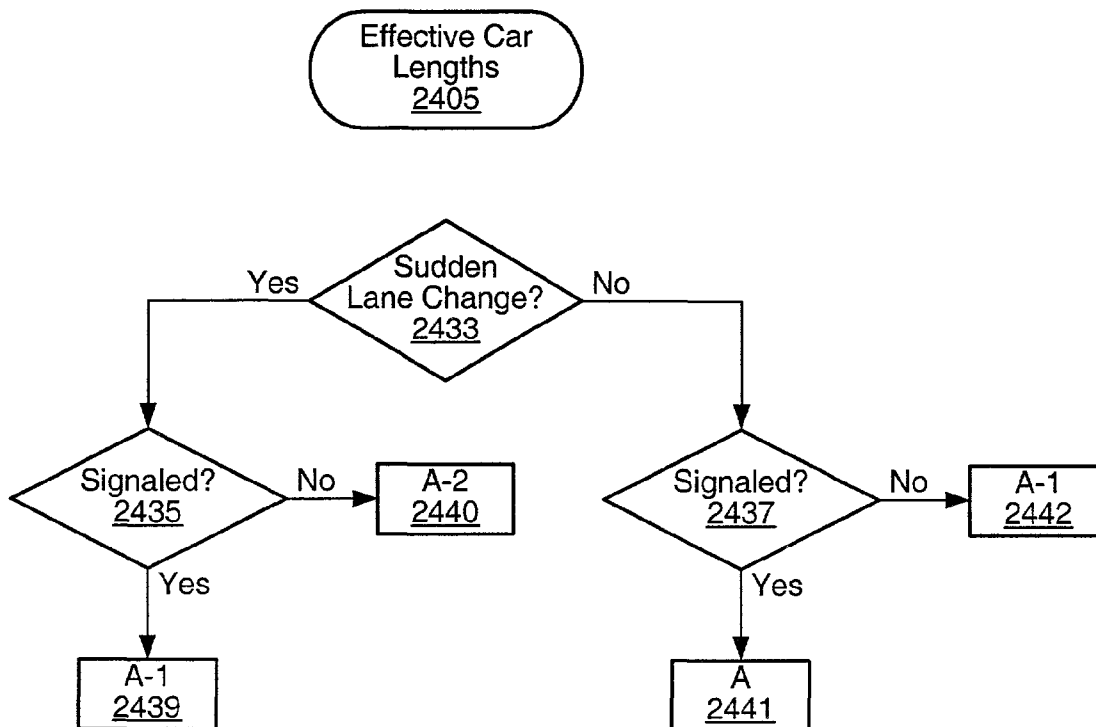 Effective Car
Lengths
2405
Sudden
Lane Change?
2433
Yes
No
Signaled?
2435
No
A-2
2440
Signaled?
2437
No
A-1
2442
Yes
Yes
A-1
2439
A
2441